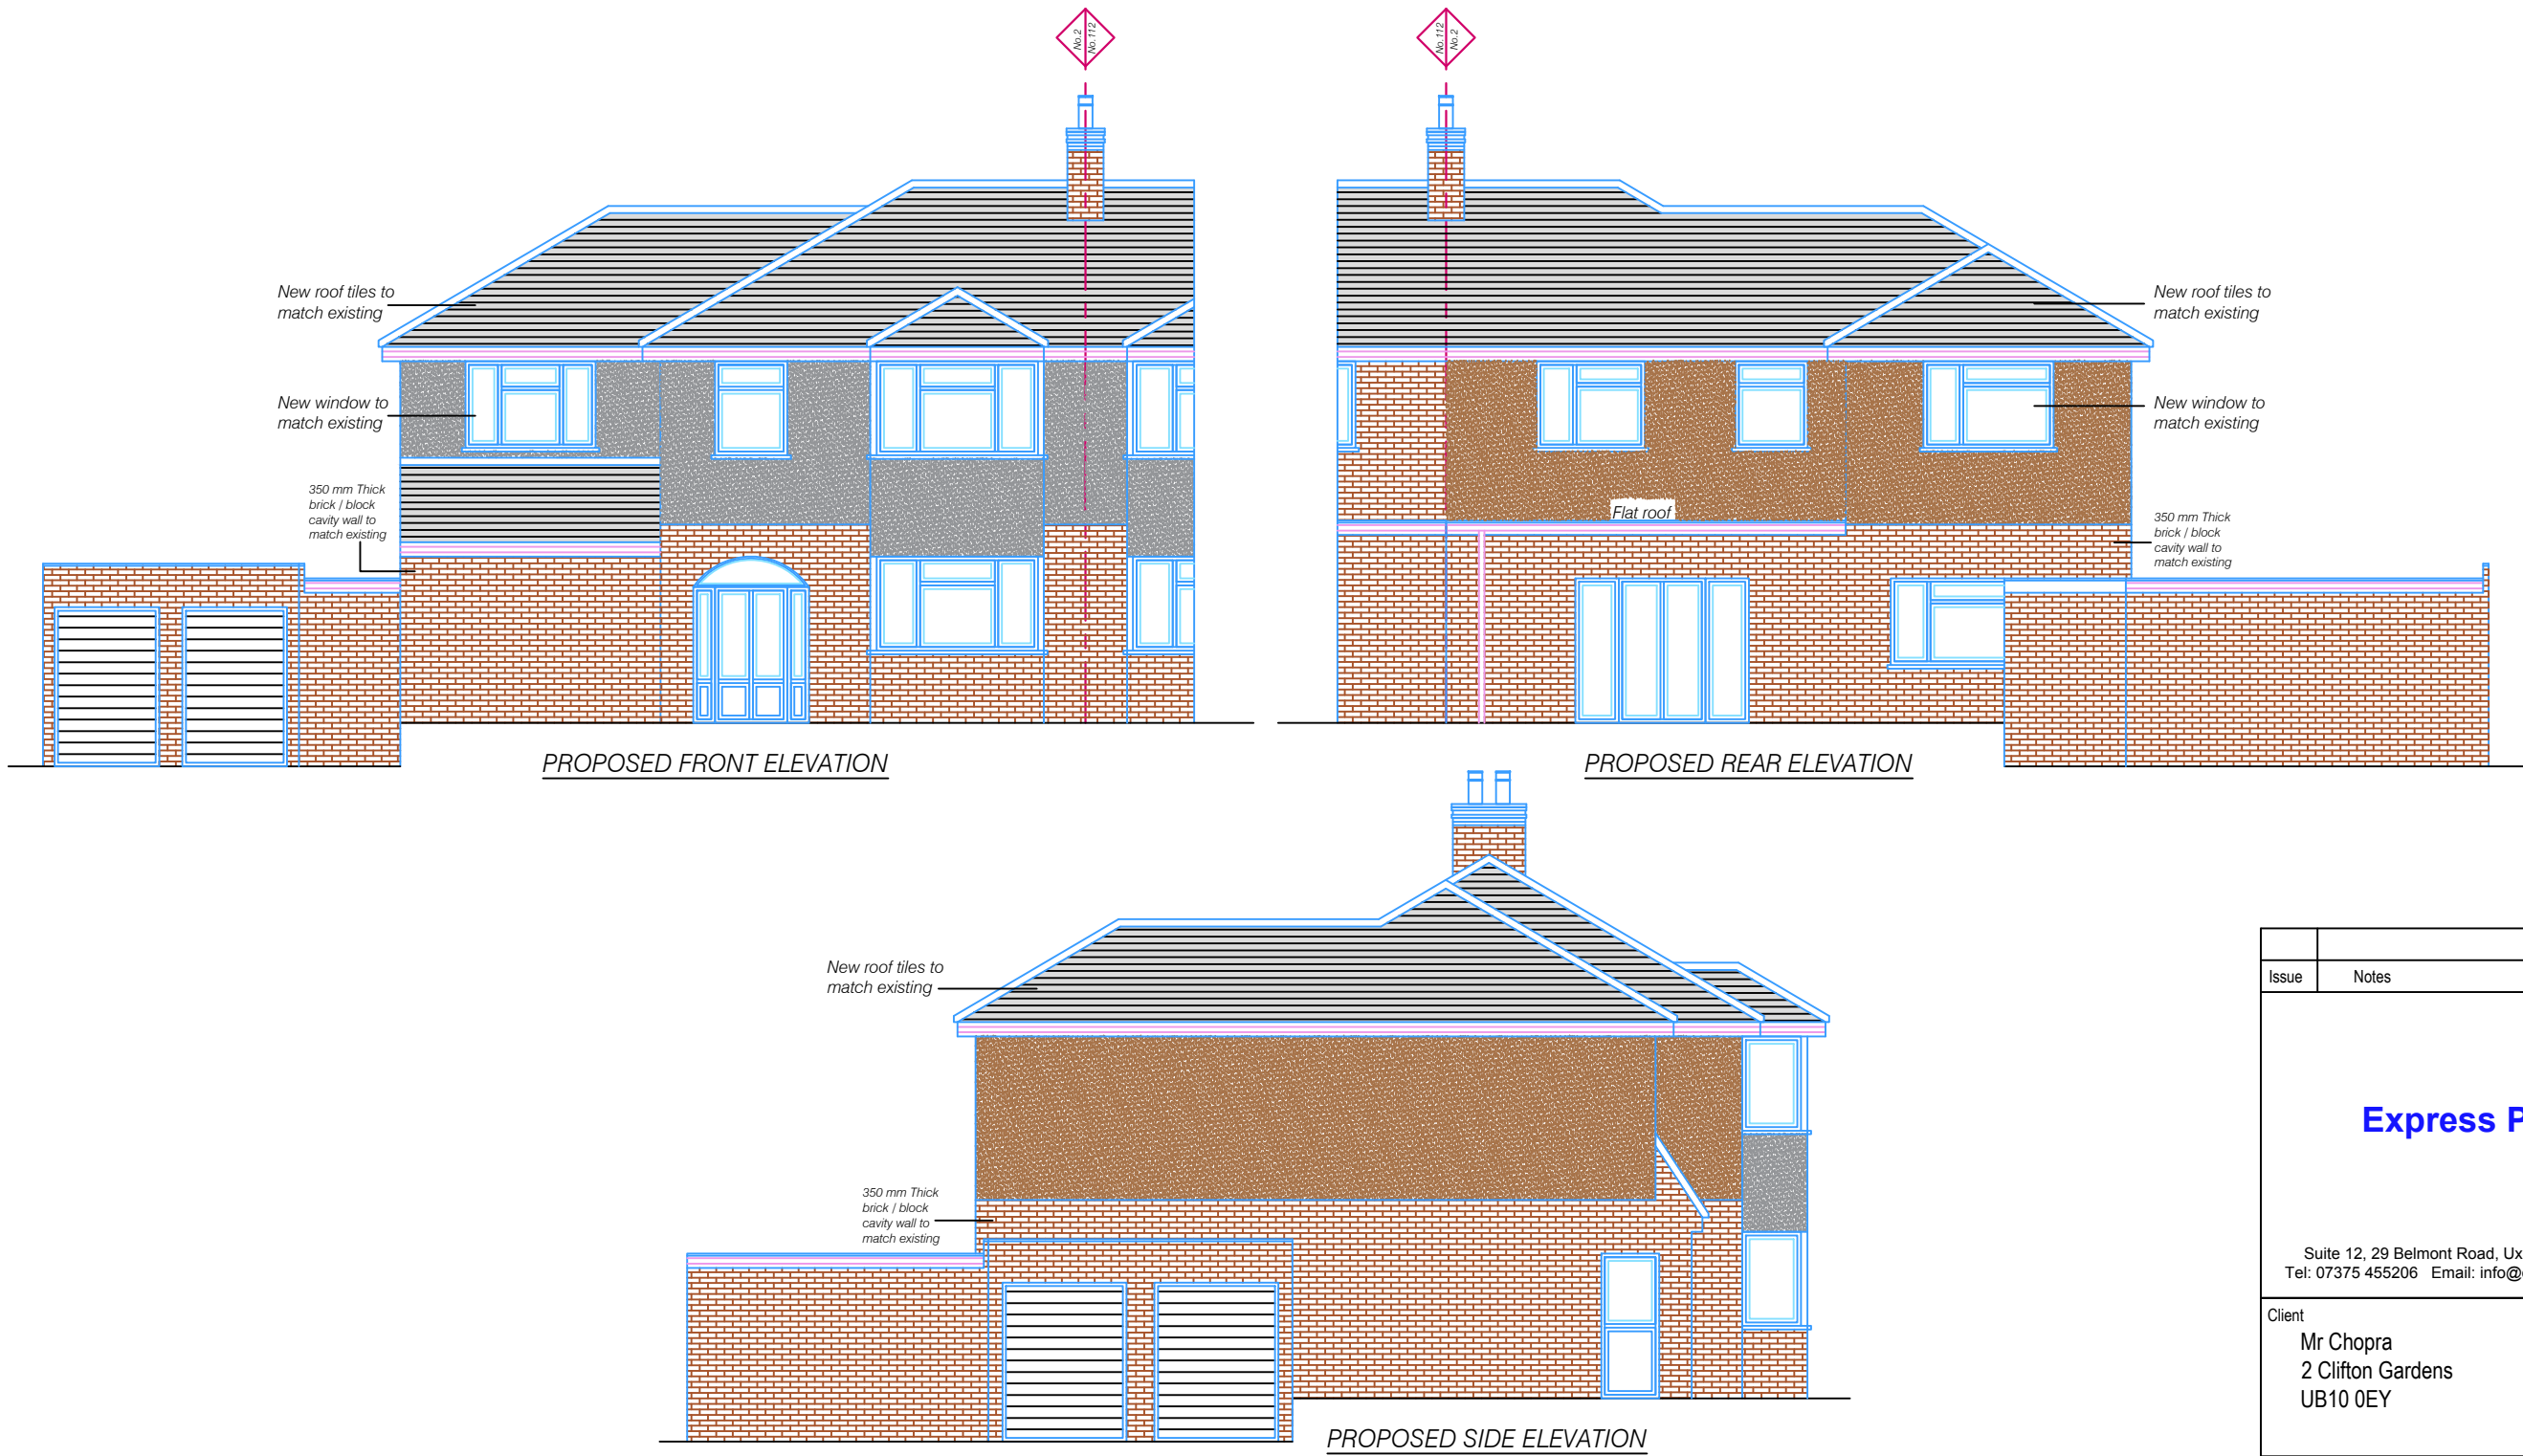 No.2
No.112
No.112
No.2
New roof tiles to
match existing
New window to
match existing
350 mm Thick
brick / block
cavity wall to
match existing
PROPOSED FRONT ELEVATION
New roof tiles to
match existing
New window to
match existing
Flat roof
350 mm Thick
brick / block
cavity wall to
match existing
PROPOSED REAR ELEVATION
New roof tiles to
match existing
350 mm Thick
brick / block
cavity wall to
match existing
PROPOSED SIDE ELEVATION
Issue Notes
Express P
Suite 12, 29 Belmont Road, Ux
Tel: 07375 455206 Email: info@
Client
Mr Chopra
2 Clifton Gardens
UB10 0EY